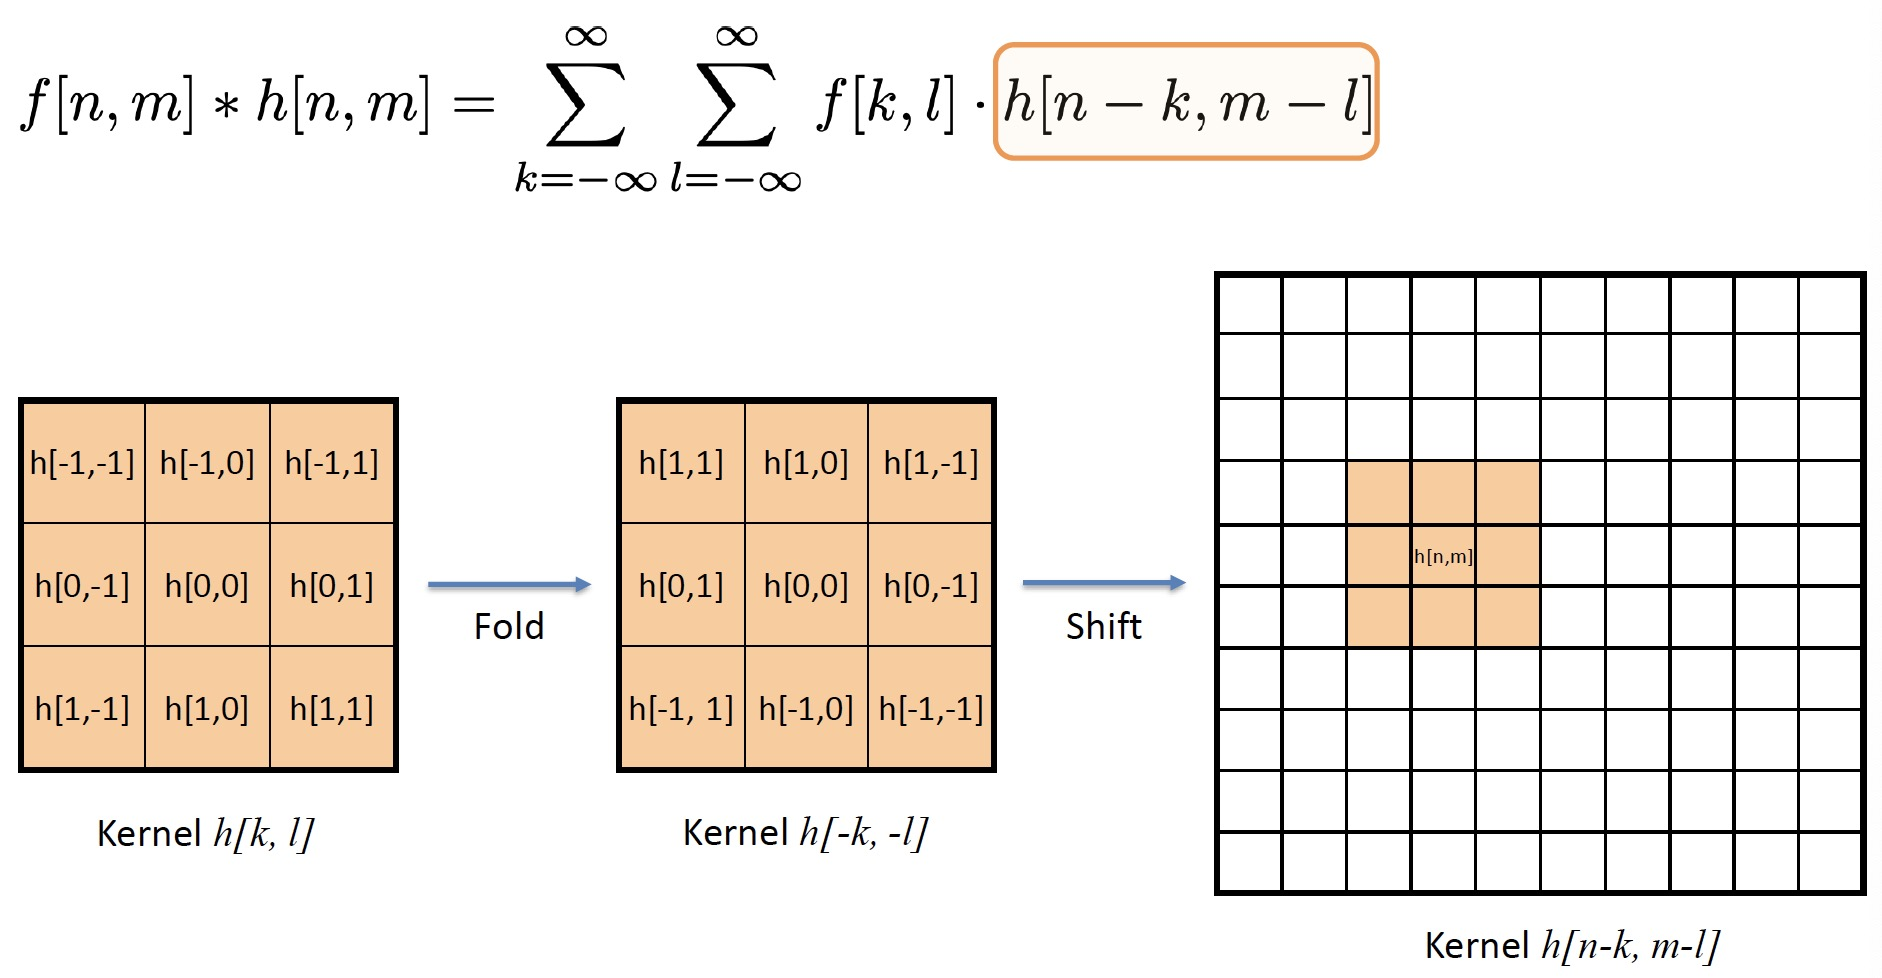 f[n, m] ∗ h[n, m] = ∞∑k=−∞ ∞∑l=−∞ f[k, l] · h[n − k, m − l]
h[-1,-1] h[-1,0] h[-1,1]
h[0,-1] h[0,0] h[0,1]
h[1,-1] h[1,0] h[1,1]
Kernel h[k, l]
Fold
h[1,1] h[1,0] h[1,-1]
h[0,1] h[0,0] h[0,-1]
h[-1, 1] h[-1,0] h[-1,-1]
Kernel h[-k, -l]
Shift
h[n,m]
Kernel h[n-k, m-l]